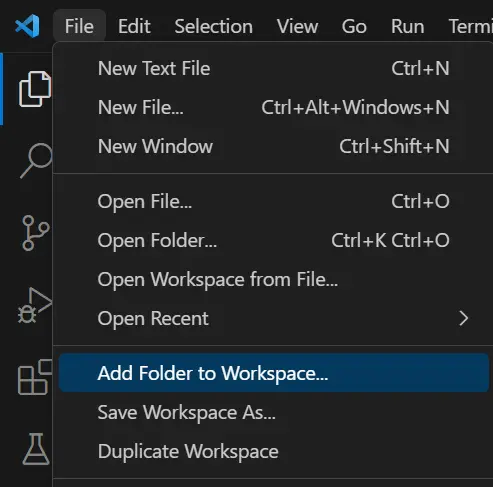 File Edit Selection View Go Run
New Text File Ctrl+N
New File... Ctrl+Alt+Windows+N
New Window Ctrl+Shift+N
Open File... Ctrl+O
Open Folder... Ctrl+K Ctrl+O
Open Workspace from File...
Open Recent
Add Folder to Workspace...
Save Workspace As...
Duplicate Workspace